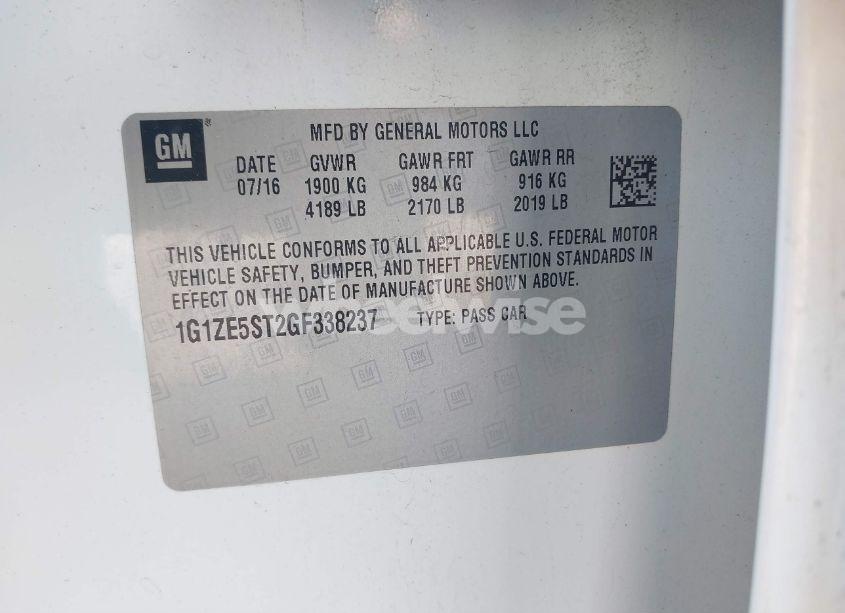 GM
MFD BY GENERAL MOTORS LLC
DATE GVWR GAWR FRT GAWR RR
07/16 1900 KG 984 KG 916 KG
4189 LB 2170 LB 2019 LB
THIS VEHICLE CONFORMS TO ALL APPLICABLE U.S. FEDERAL MOTOR
VEHICLE SAFETY, BUMPER, AND THEFT PREVENTION STANDARDS IN
EFFECT ON THE DATE OF MANUFACTURE SHOWN ABOVE.
1G1ZE5ST2GF338237 TYPE: PASS CAR